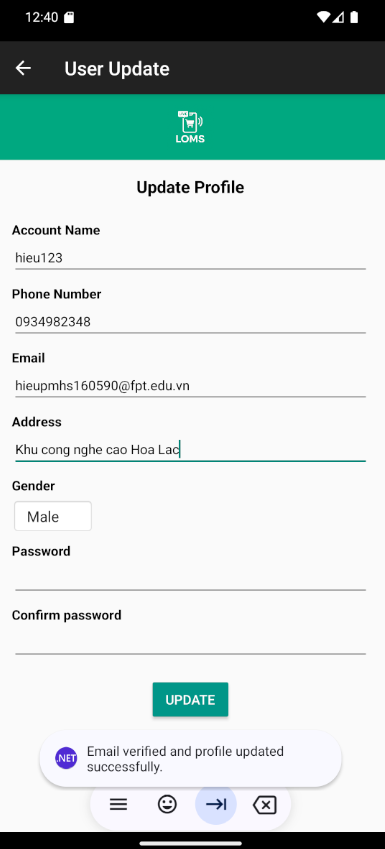 12:40
User Update
LOMS
Update Profile
Account Name
hieu123
Phone Number
0934982348
Email
hieupmhs160590@fpt.edu.vn
Address
Khu cong nghe cao Hoa Lac
Gender
Male
Password
Confirm password
UPDATE
.NET
Email verified and profile updated
successfully.